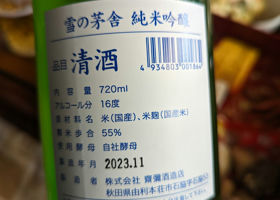 雪の茅舎 純米吟醸
品目 清酒
4934803001864
内容量 720ml
アルコール分 16度
原材料名 米(国産)、米麹(国産米)
精米歩合 55%
使用酵母 自社酵母
製造年月 2023.11
製造者 株式会社 齋彌酒造店
秋田県由利本荘市石脇字石脇53